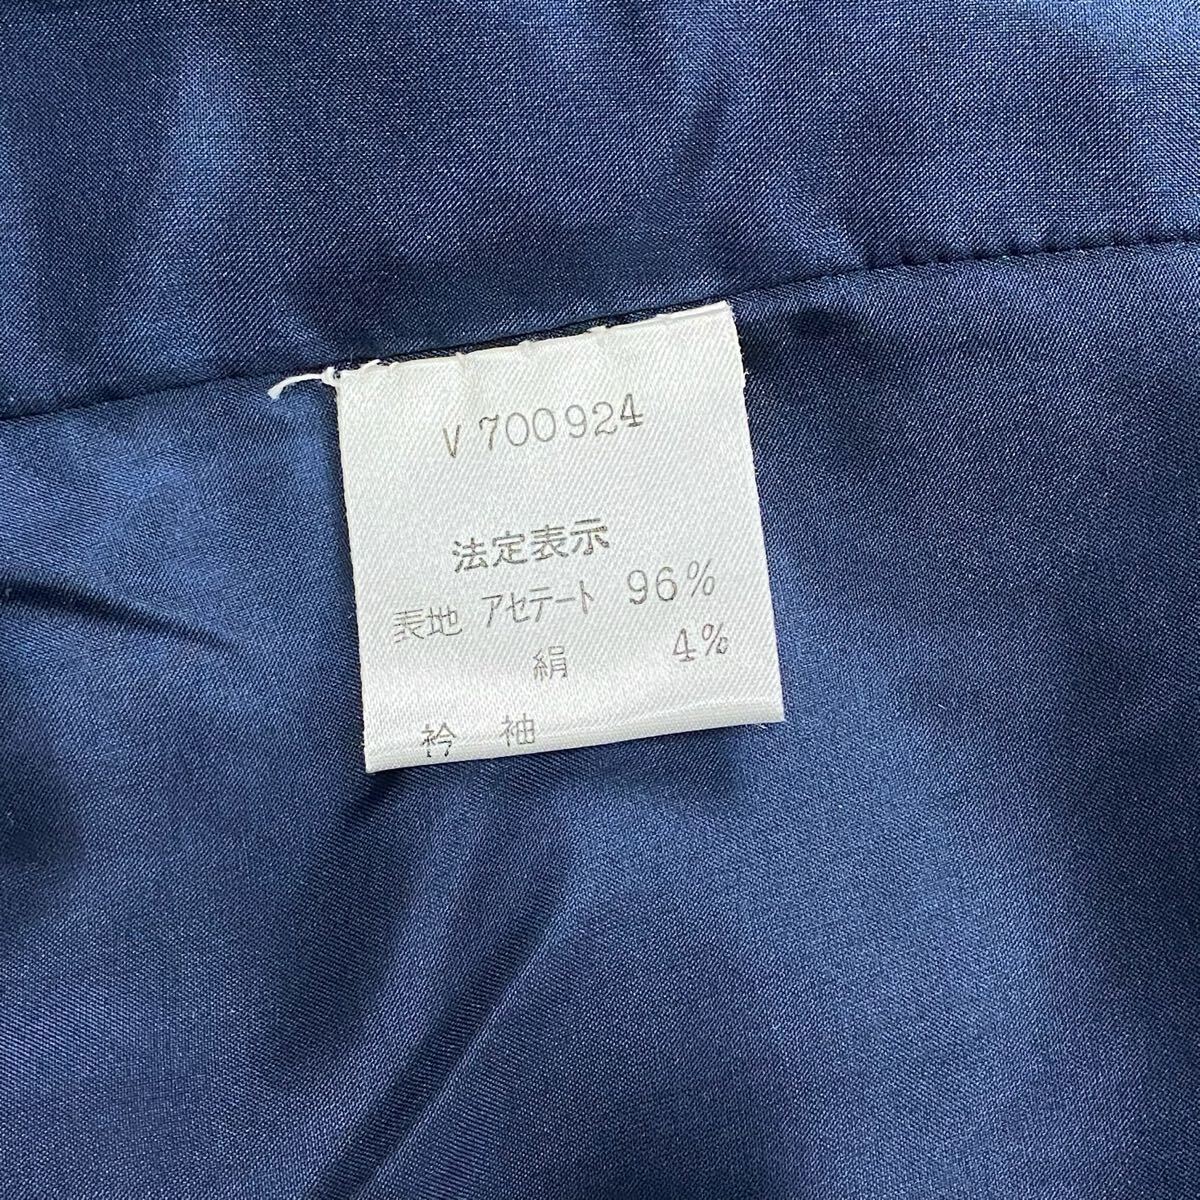 V 700924
法定表示
表地 アセテート 96%
絹 4%
衿 袖